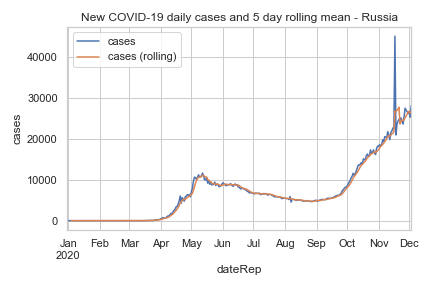 New COVID-19 daily cases and 5 day rolling mean - Russia
cases
cases (rolling)
40000
30000
20000
10000
0
cases
Jan Feb Mar Apr May Jun Jul Aug Sep Oct Nov Dec
2020
dateRep